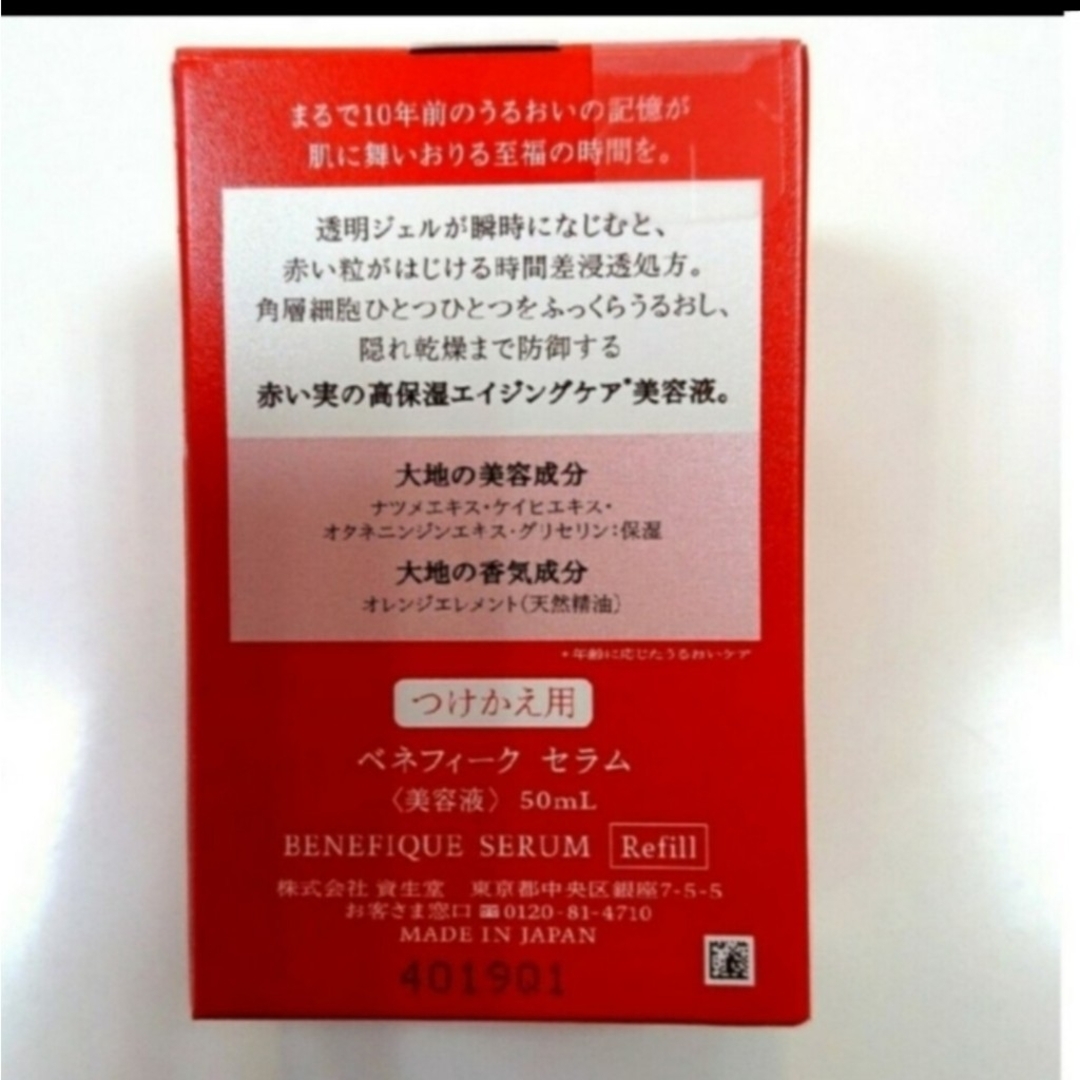 まるで10年前のうるおいの記憶が
肌に舞いおりる至福の時間を。
透明ジェルが瞬時になじむと、
赤い粒がはじける時間差浸透処方。
角層細胞ひとつひとつをふっくらうるおし、
隠れ乾燥まで防御する
赤い実の高保湿エイジングケア*美容液。
大地の美容成分
ナツメエキス・ケイヒエキス・
オタネニンジンエキス・グリセリン:保湿
大地の香気成分
オレンジエレメント(天然精油)
*年齢に応じたうるおいケア
つけかえ用
ベネフィーク セラム
〈美容液〉 50mL
BENEFIQUE SERUM Refill
株式会社 資生堂 東京都中央区銀座7-5-5
お客さま窓口 0120-81-4710
MADE IN JAPAN
4019Q1